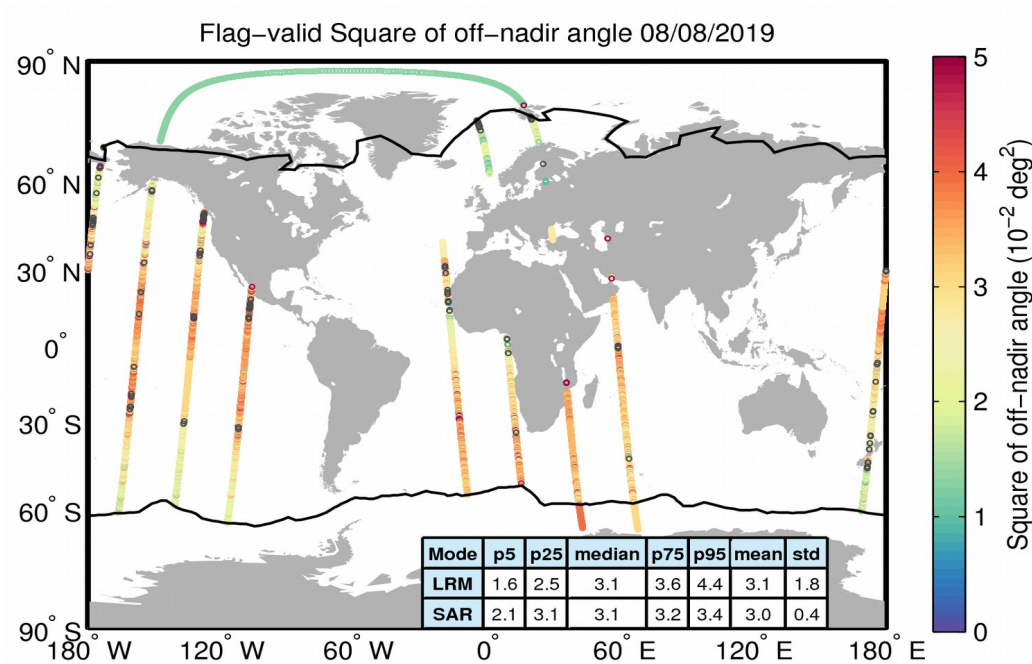 Flag-valid Square of off-nadir angle 08/08/2019
90° N
60° N
30° N
0°
30° S
60° S
90° S
180° W
120° W
60° W
0°
60° E
120° E
180° E
Mode p5 p25 median p75 p95 mean std
LRM 1.6 2.5 3.1 3.6 4.4 3.1 1.8
SAR 2.1 3.1 3.1 3.2 3.4 3.0 0.4
5
4
3
2
1
0
Square of off-nadir angle (10⁻² deg²)